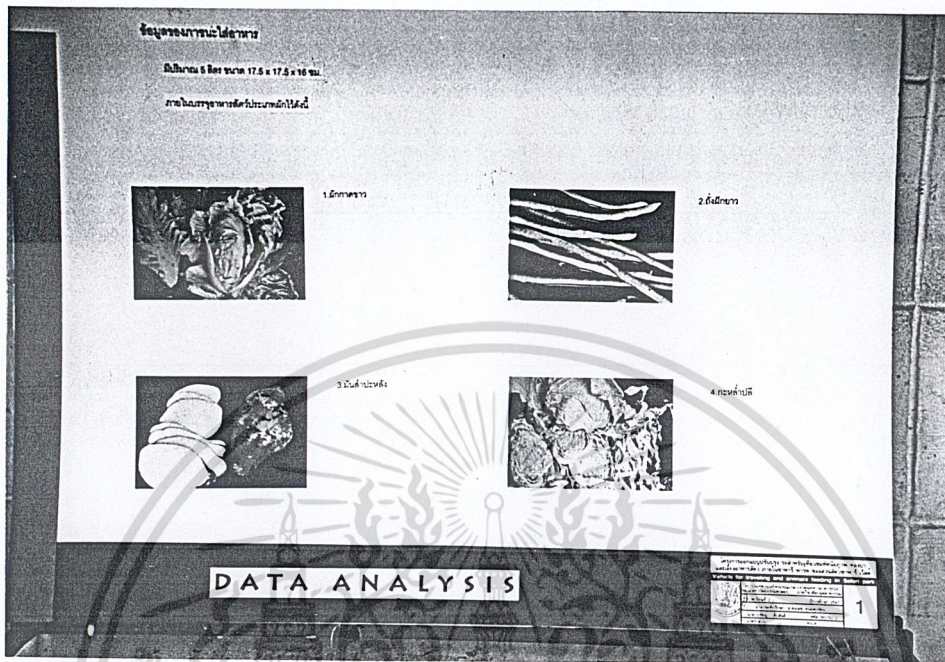 ข้อมูลของภาชนะใส่อาหาร
มีปริมาณ 5 ลิตร ขนาด 17.5 x 17.5 x 16 ซม.
ภายในบรรจุอาหารสัตว์ประเภทผักไว้ดังนี้
1.ผักกาดขาว
2.ถั่วฝักยาว
3.มันสำปะหลัง
4.กะหล่ำปลี
DATA ANALYSIS
Vehicle for traveling and animals feeding in Safari park
1